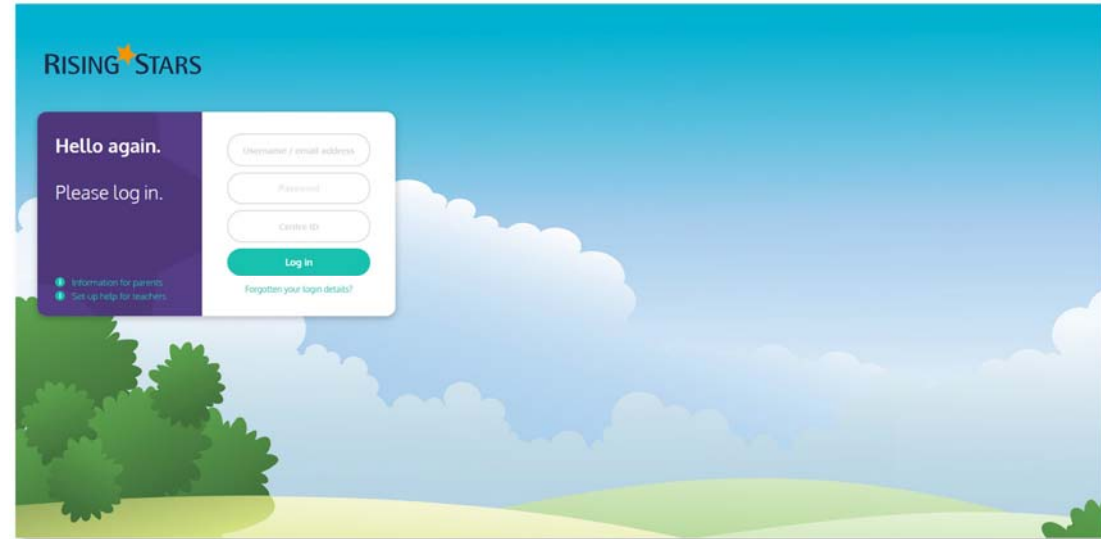 RISING STARS
Hello again.
Please log in.
Information for parents
Set-up help for teachers
Username / email address
Password
Centre ID
Log in
Forgotten your login details?